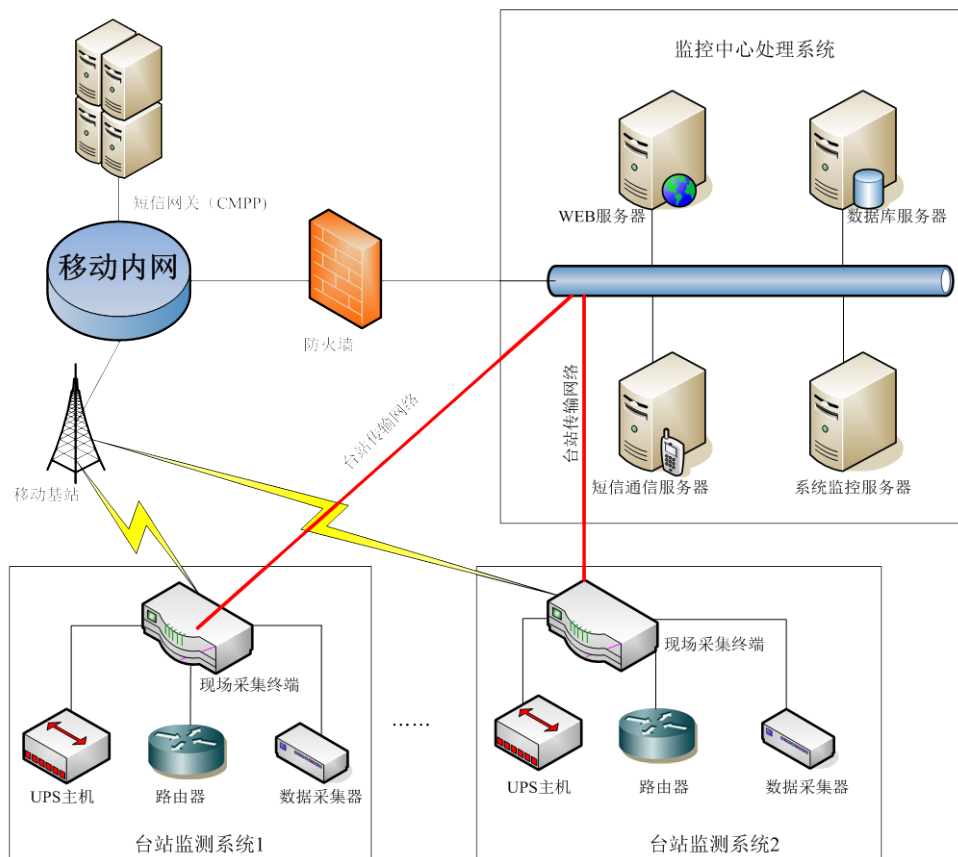 监控中心处理系统
短信网关（CMPP)
WEB服务器
数据库服务器
移动内网
防火墙
台站传输网络
台站传输网络
移动基站
短信通信服务器
系统监控服务器
现场采集终端
现场采集终端
……
UPS主机
路由器
数据采集器
UPS主机
路由器
数据采集器
台站监测系统1
台站监测系统2